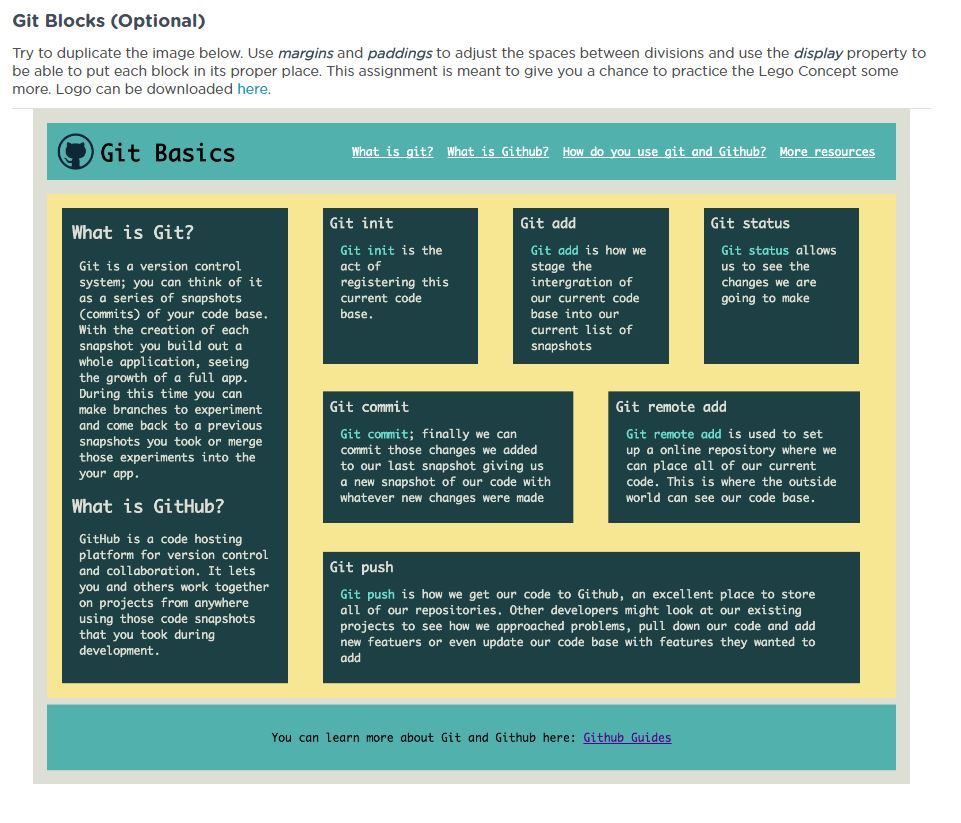 Git Blocks (Optional)
Try to duplicate the image below. Use margins and paddings to adjust the spaces between divisions and use the display property to
be able to put each block in its proper place. This assignment is meant to give you a chance to practice the Lego Concept some
more. Logo can be downloaded here.
Git Basics
What is git? What is Github? How do you use git and Github? More resources
What is Git?
Git is a version control
system; you can think of it
as a series of snapshots
(commits) of your code base.
With the creation of each
snapshot you build out a
whole application, seeing
the growth of a full app.
During this time you can
make branches to experiment
and come back to a previous
snapshots you took or merge
those experiments into the
your app.
What is GitHub?
GitHub is a code hosting
platform for version control
and collaboration. It lets
you and others work together
on projects from anywhere
using those code snapshots
that you took during
development.
Git init
Git init is the
act of
registering this
current code
base.
Git add
Git add is how we
stage the
intergration of
our current code
base into our
current list of
snapshots
Git status
Git status allows
us to see the
changes we are
going to make
Git commit
Git commit; finally we can
commit those changes we added
to our last snapshot giving us
a new snapshot of our code with
whatever new changes were made
Git remote add
Git remote add is used to set
up a online repository where we
can place all of our current
code. This is where the outside
world can see our code base.
Git push
Git push is how we get our code to Github, an excellent place to store
all of our repositories. Other developers might look at our existing
projects to see how we approached problems, pull down our code and add
new featuers or even update our code base with features they wanted to
add
You can learn more about Git and Github here: Github Guides